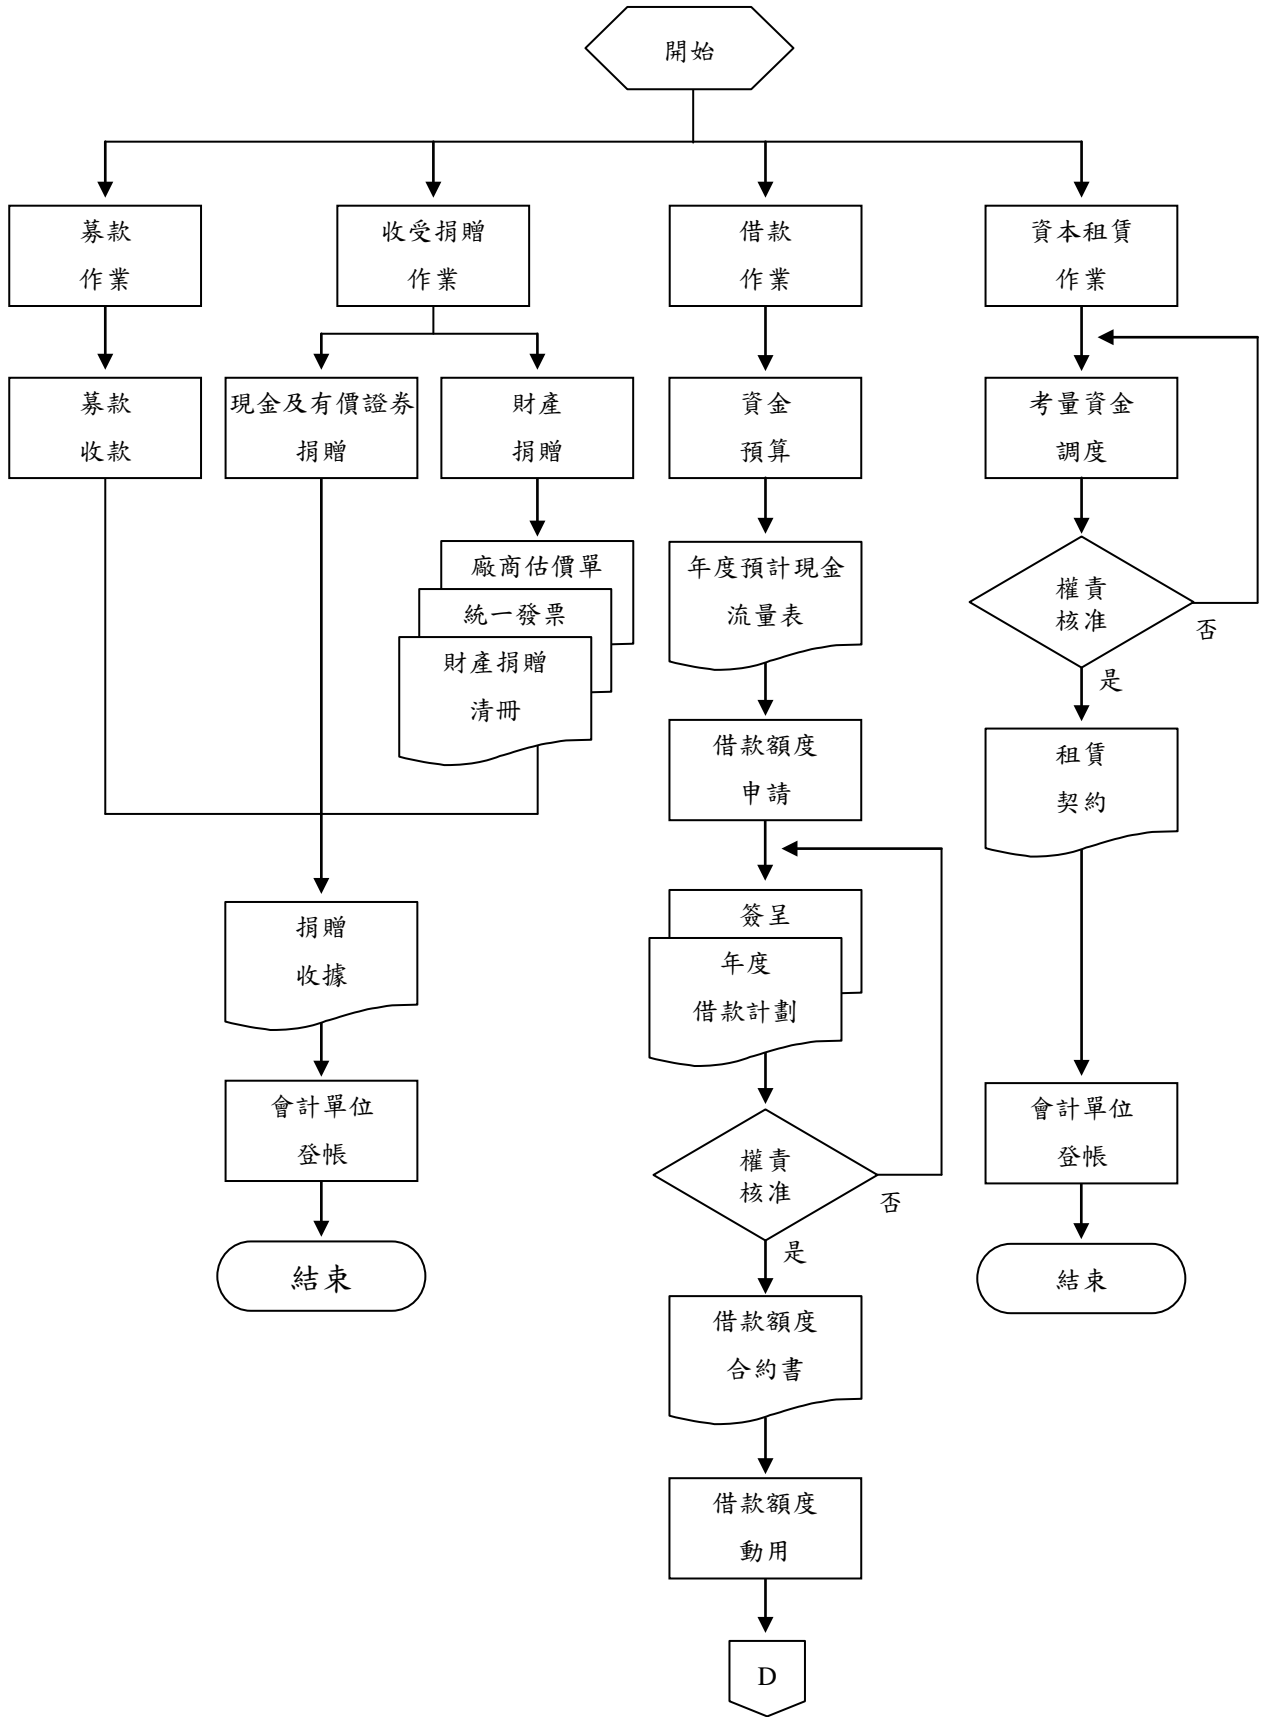 開始
募款
作業
收受捐贈
作業
借款
作業
資本租賃
作業
募款
收款
現金及有價證券
捐贈
財產
捐贈
資金
預算
考量資金
調度
廠商估價單
統一發票
財產捐贈
清冊
年度預計現金
流量表
權責
核准
否
是
借款額度
申請
租賃
契約
捐贈
收據
簽呈
年度
借款計劃
會計單位
登帳
權責
核准
否
是
會計單位
登帳
結束
結束
借款額度
合約書
借款額度
動用
D